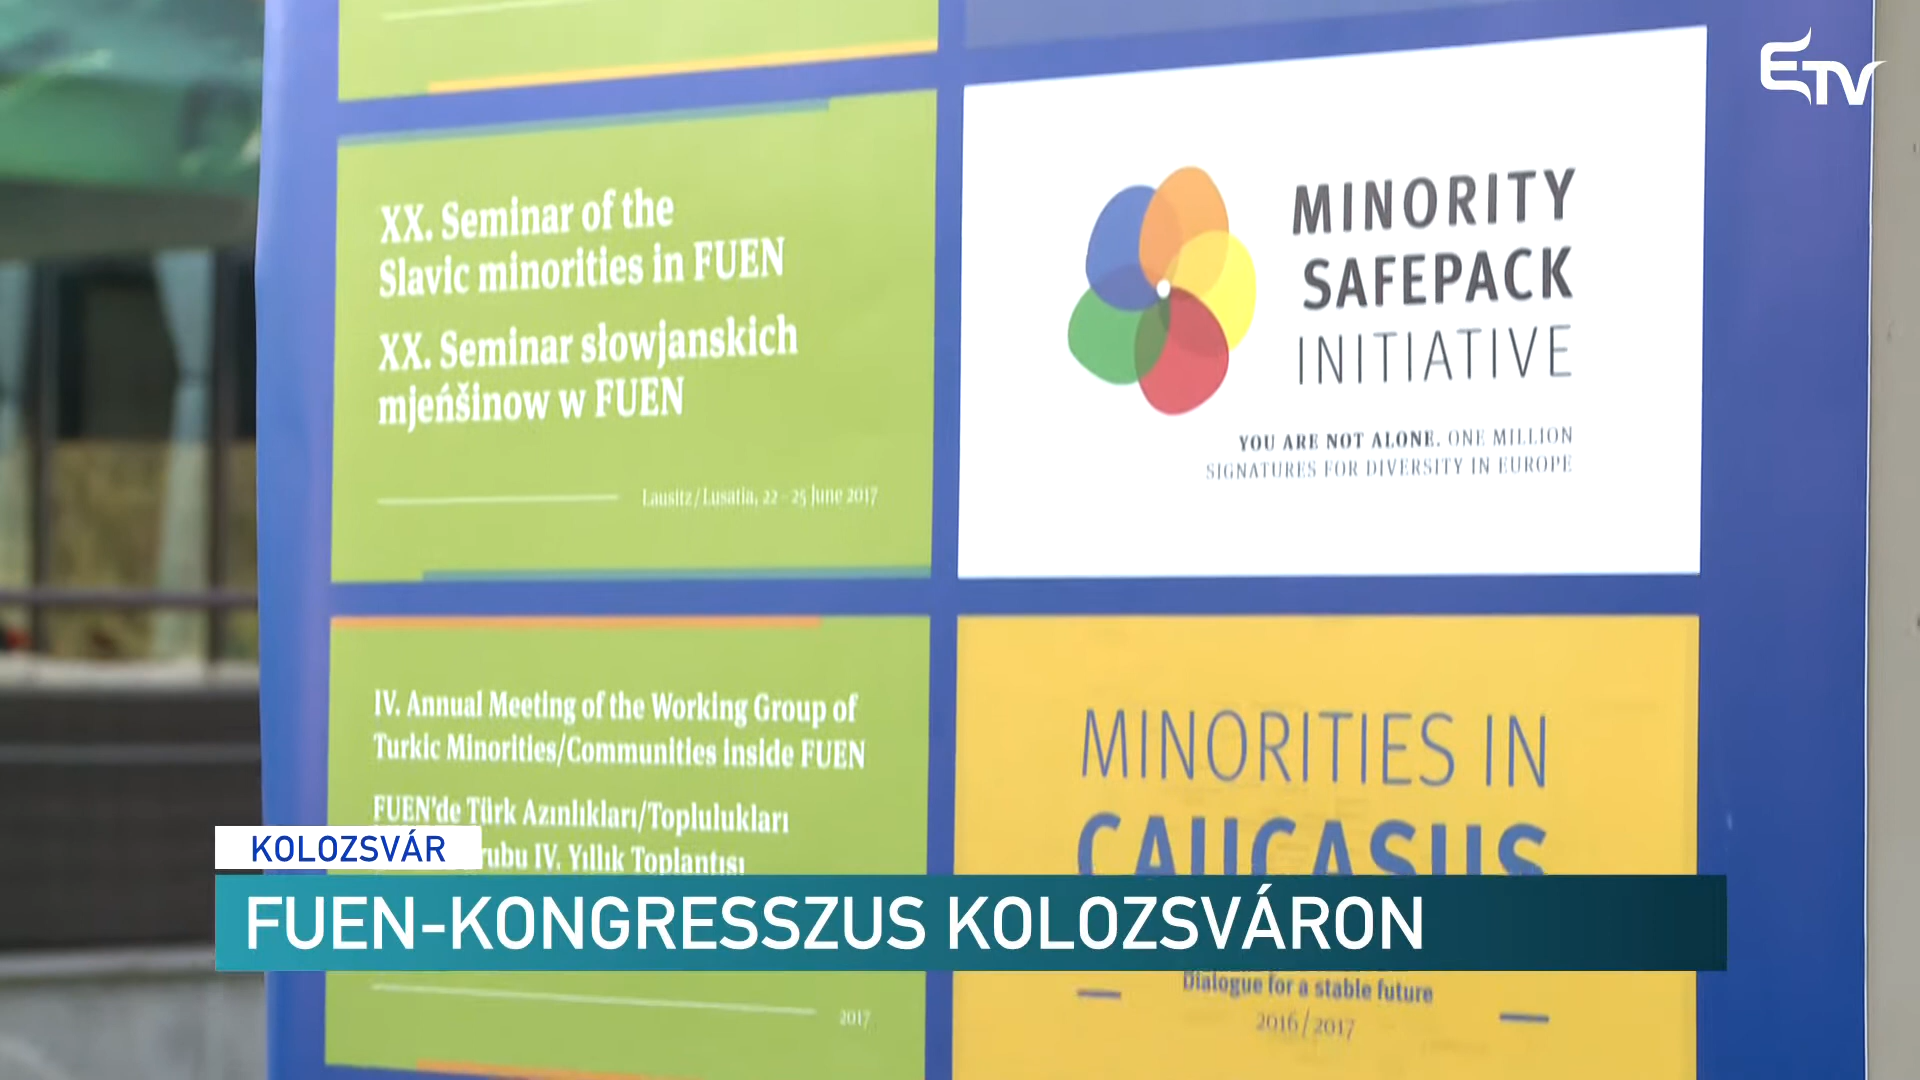 ETV
XX. Seminar of the
Slavic minorities in FUEN
XX. Seminar słowjanskich
mjeńšinow w FUEN
Lausitz / Lusatia, 22 - 25 June 2017
MINORITY
SAFEPACK
INITIATIVE
YOU ARE NOT ALONE. ONE MILLION
SIGNATURES FOR DIVERSITY IN EUROPE
IV. Annual Meeting of the Working Group of
Turkic Minorities/Communities inside FUEN
FUEN'de Türk Azınlıkları/Toplulukları
rubu IV. Yıllık Toplantısı
2017
MINORITIES IN
CAUCASUS
Dialogue for a stable future
2016 / 2017
KOLOZSVÁR
FUEN-KONGRESSZUS KOLOZSVÁRON